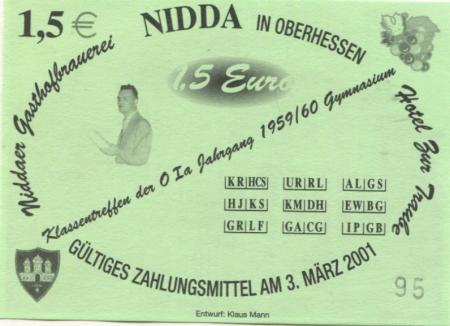 1,5 €
NIDDA IN OBERHESSEN
1,5 Euro
Niddaer Gasthofbrauerei
Hotel Zur Traube
Klassentreffen der O Ia Jahrgang 1959/60 Gymnasium
KR HCS UR RL AL GS
HJ KS KM DH EW BG
GR LF GA CG IP GB
GÜLTIGES ZAHLUNGSMITTEL AM 3. MÄRZ 2001
95
Entwurf: Klaus Mann